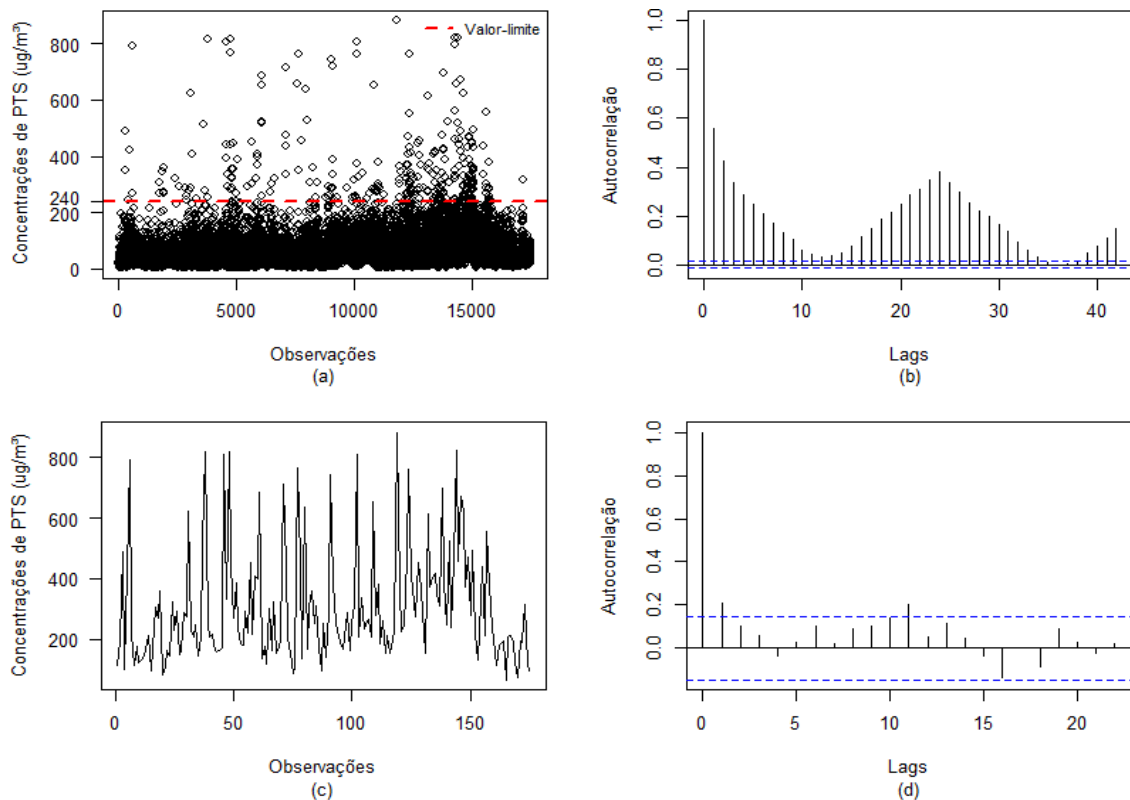 Concentrações de PTS (ug/m³)
800
600
400
240
200
0
Valor-limite
0 5000 10000 15000
Observações
(a)
Autocorrelação
1.0
0.8
0.6
0.4
0.2
0.0
0 10 20 30 40
Lags
(b)
Concentrações de PTS (ug/m³)
800
600
400
200
0 50 100 150
Observações
(c)
Autocorrelação
1.0
0.8
0.6
0.4
0.2
0.0
0 5 10 15 20
Lags
(d)